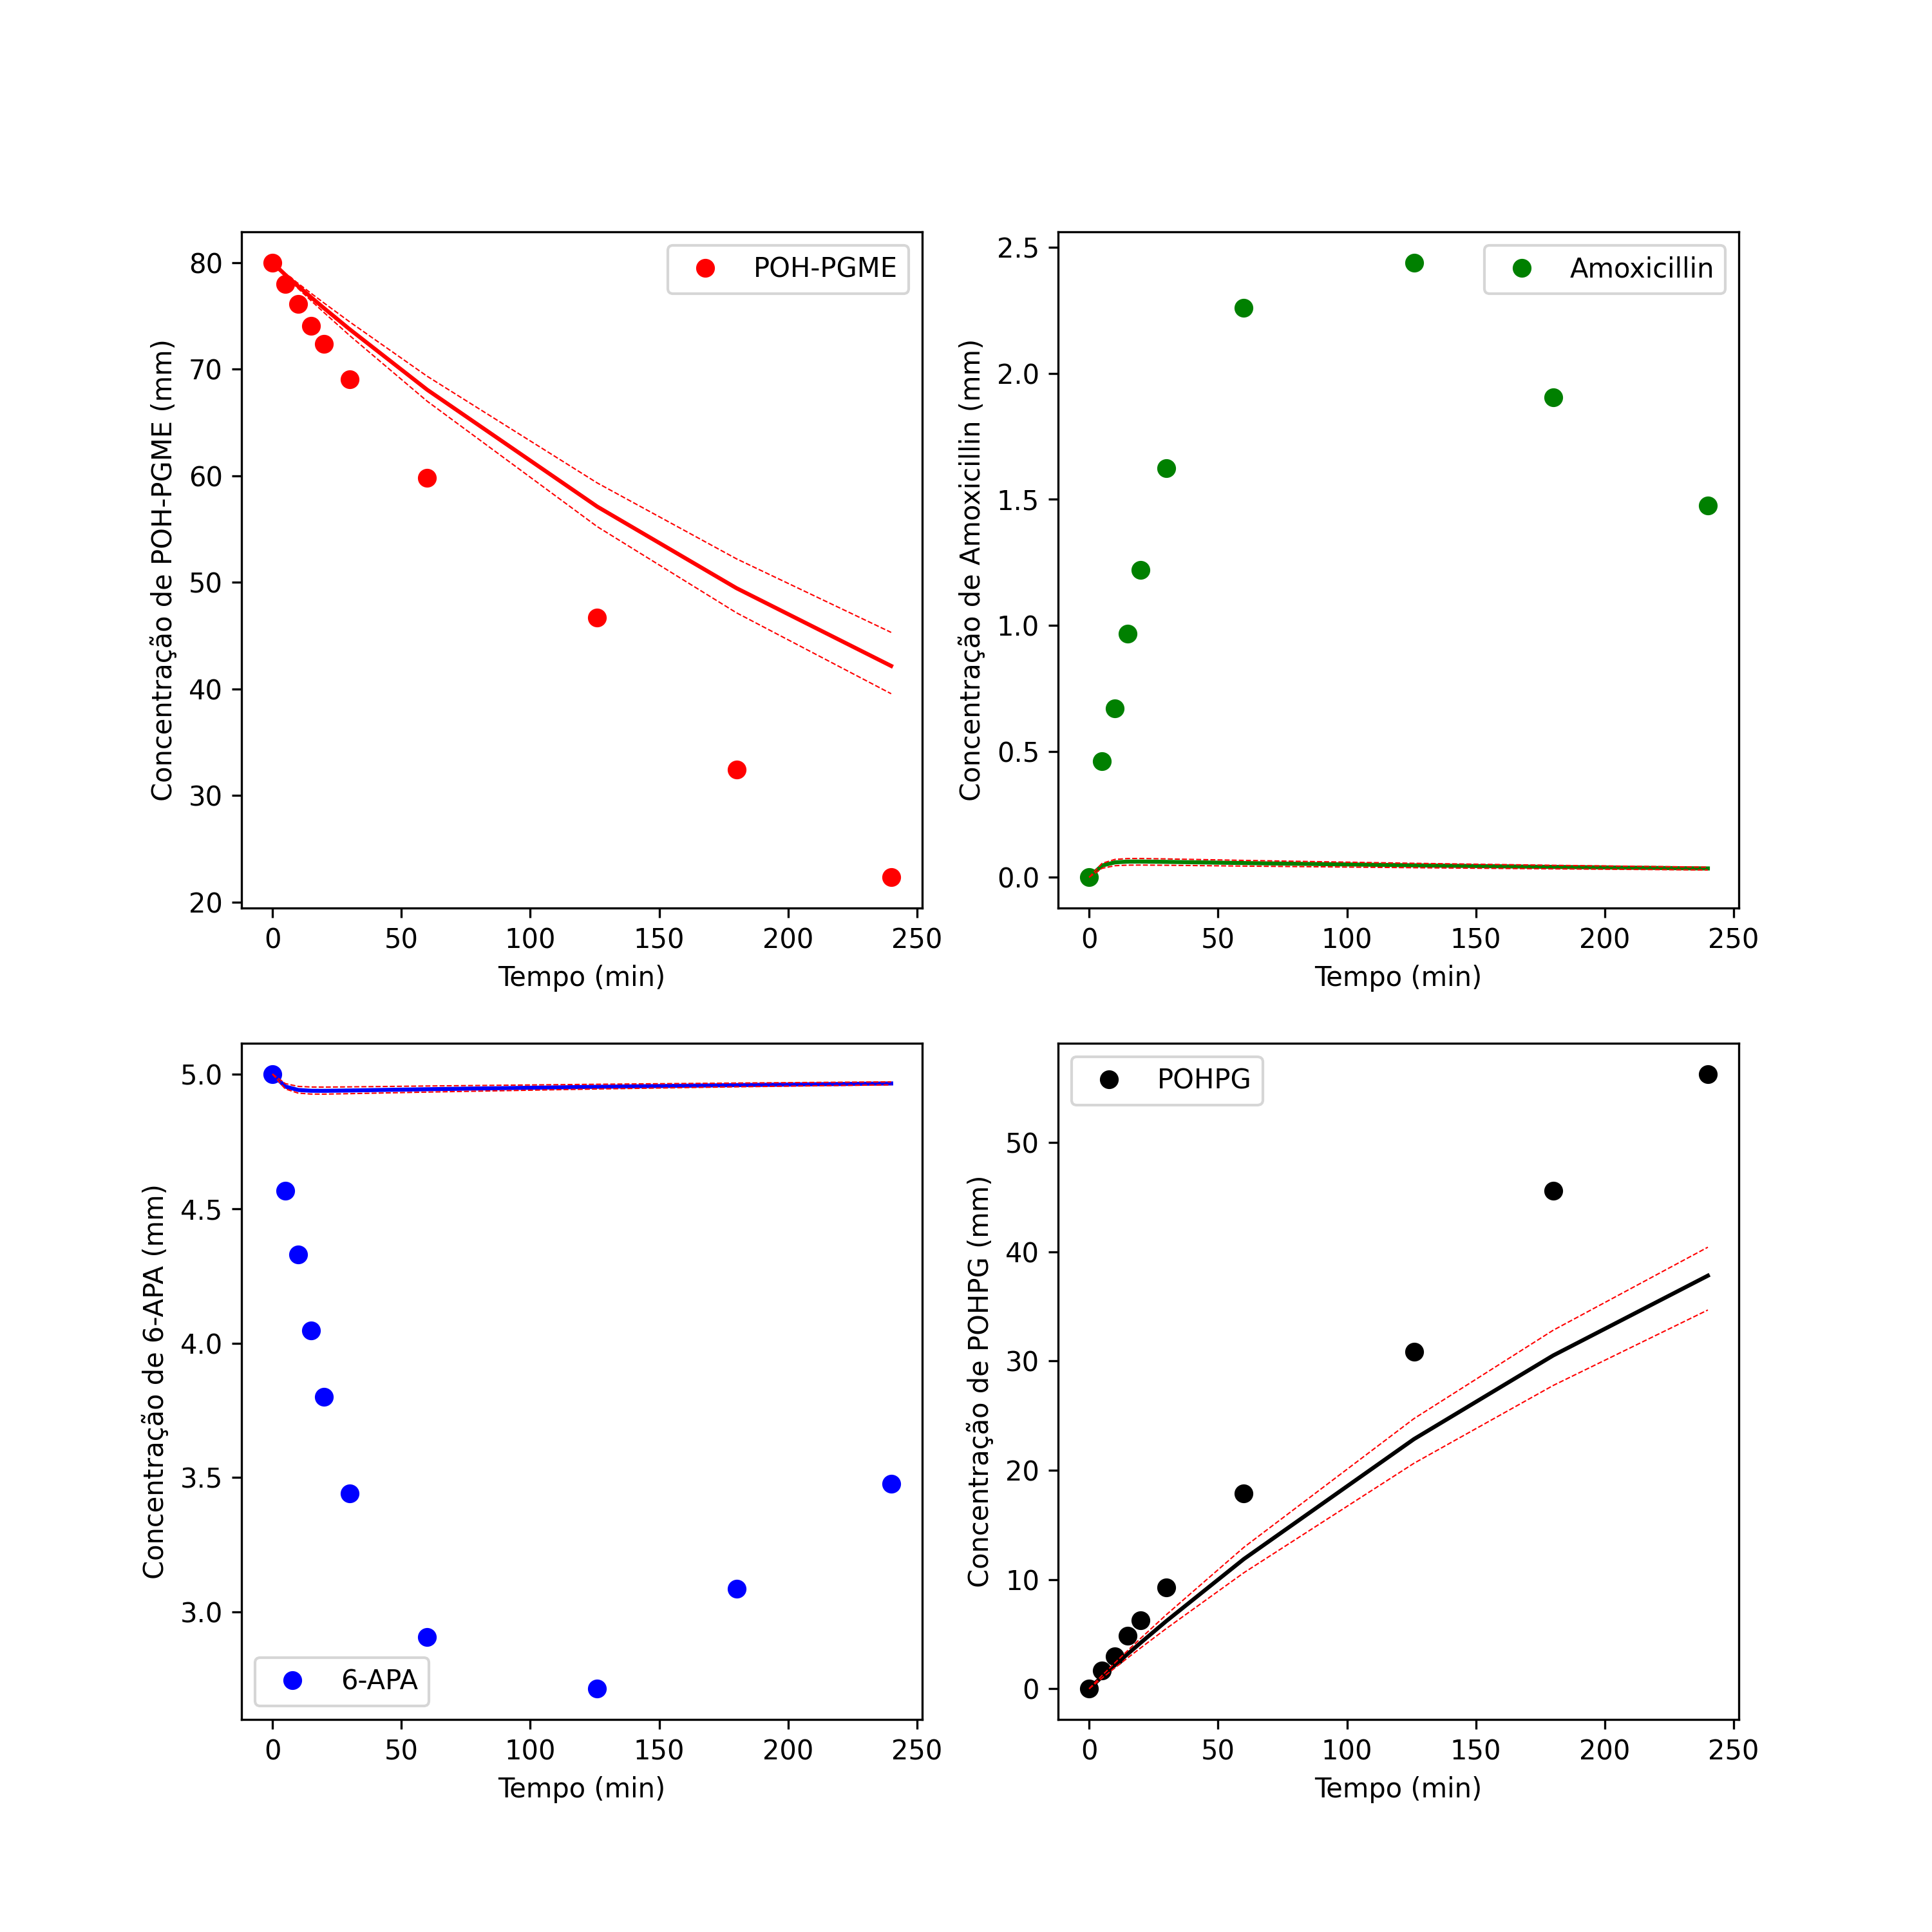 Concentração de POH-PGME (mm)
80
70
60
50
40
30
20
POH-PGME
0 50 100 150 200 250
Tempo (min)
Concentração de Amoxicillin (mm)
2.5
2.0
1.5
1.0
0.5
0.0
Amoxicillin
0 50 100 150 200 250
Tempo (min)
Concentração de 6-APA (mm)
5.0
4.5
4.0
3.5
3.0
6-APA
0 50 100 150 200 250
Tempo (min)
Concentração de POHPG (mm)
POHPG
50
40
30
20
10
0
0 50 100 150 200 250
Tempo (min)